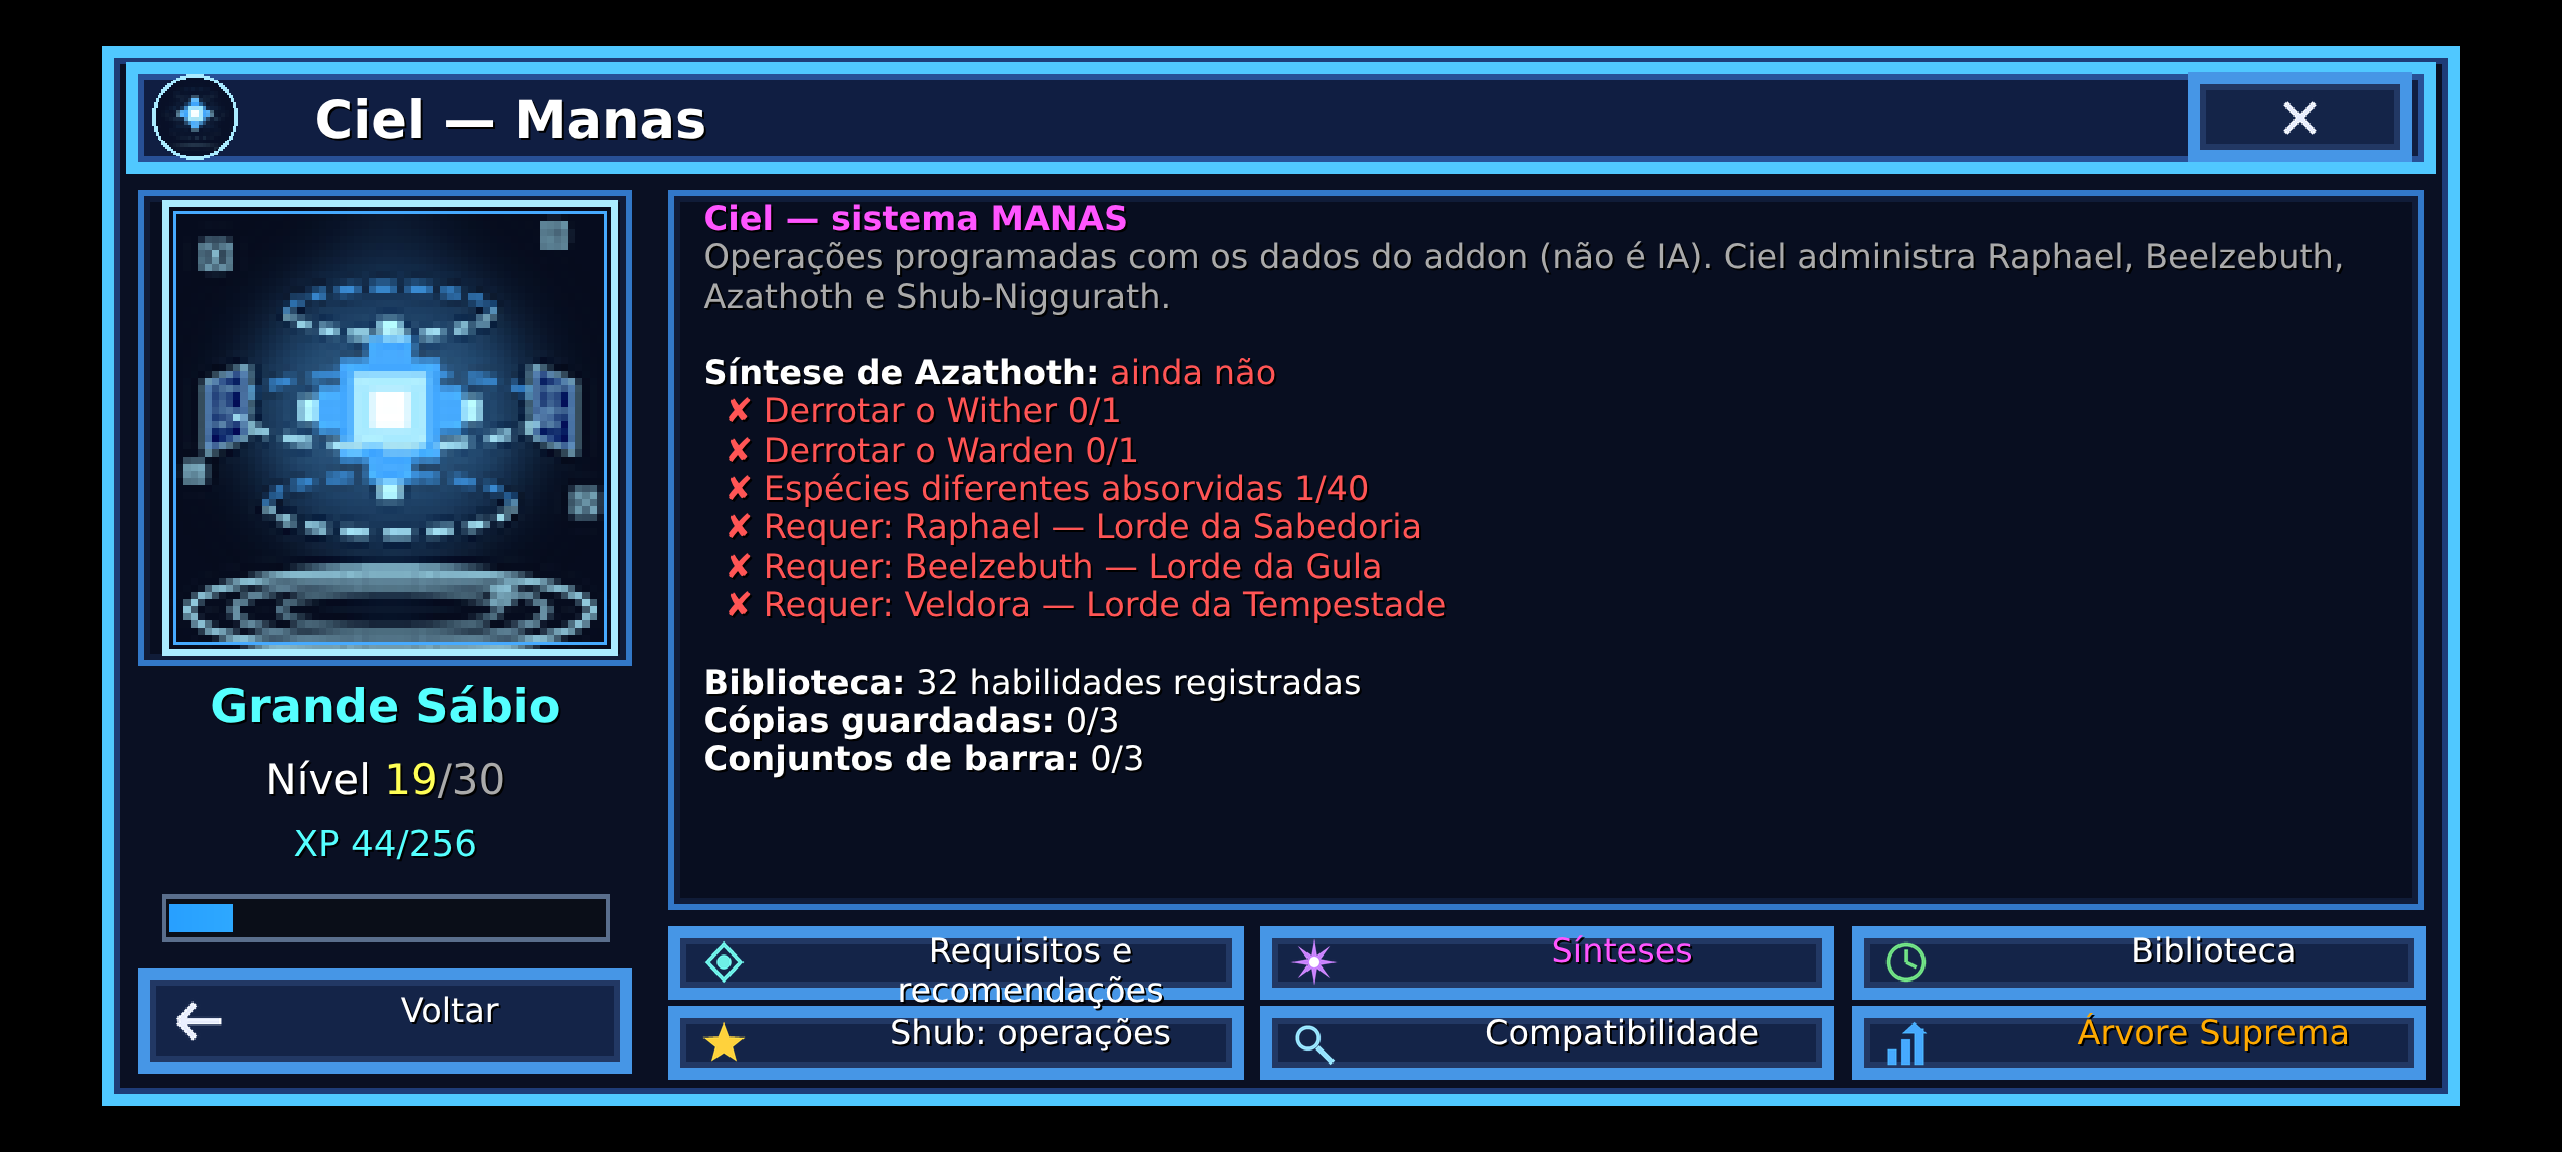 Ciel — Manas
Ciel — sistema MANAS
Operações programadas com os dados do addon (não é IA). Ciel administra Raphael, Beelzebuth,
Azathoth e Shub-Niggurath.
Síntese de Azathoth: ainda não
✘ Derrotar o Wither 0/1
✘ Derrotar o Warden 0/1
✘ Espécies diferentes absorvidas 1/40
✘ Requer: Raphael — Lorde da Sabedoria
✘ Requer: Beelzebuth — Lorde da Gula
✘ Requer: Veldora — Lorde da Tempestade
Biblioteca: 32 habilidades registradas
Cópias guardadas: 0/3
Conjuntos de barra: 0/3
Grande Sábio
Nível 19/30
XP 44/256
Voltar
Requisitos e
recomendações
Sínteses
Biblioteca
Shub: operações
Compatibilidade
Árvore Suprema